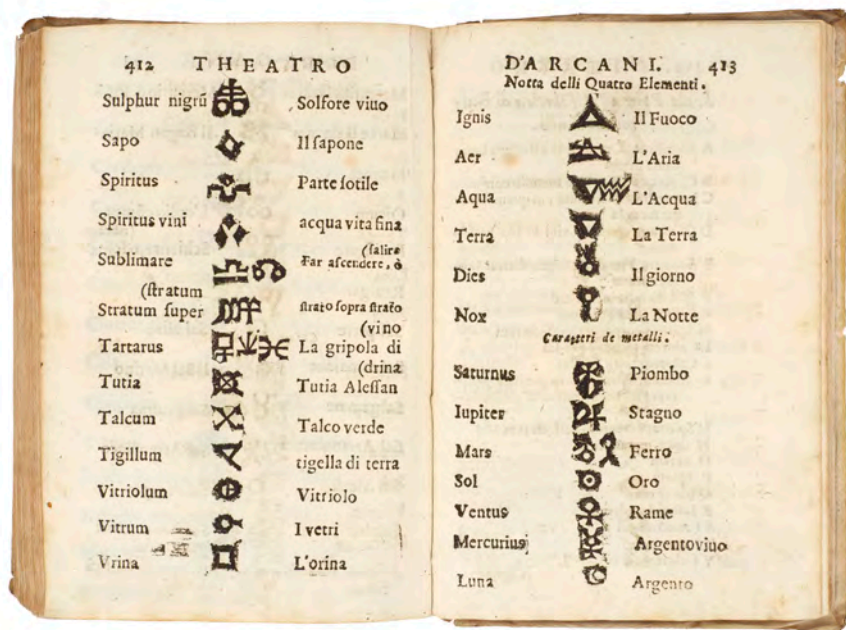 412 THEATRO
Sulphur nigrũ Solfore viuo
Sapo Il ſapone
Spiritus Parte ſotile
Spiritus vini acqua vita fina
(ſalire
Sublimare Far aſcendere, ò
(ſtratum
Stratum super ſtrato ſopra ſtrato
(vino
Tartarus La gripola di
(drina
Tutia Tutia Aleſſan
Talcum Talco verde
Tigillum tigella di terra
Vitriolum Vitriolo
Vitrum I vetri
Vrina L'orina
D'ARCANI. 413
Notta delli Quatro Elementi.
Ignis Il Fuoco
Aer L'Aria
Aqua L'Acqua
Terra La Terra
Dies Il giorno
Nox La Notte
Caratteri de metalli.
Saturnus Piombo
Iupiter Stagno
Mars Ferro
Sol Oro
Ventus Rame
Mercurius Argentoviuo
Luna Argento